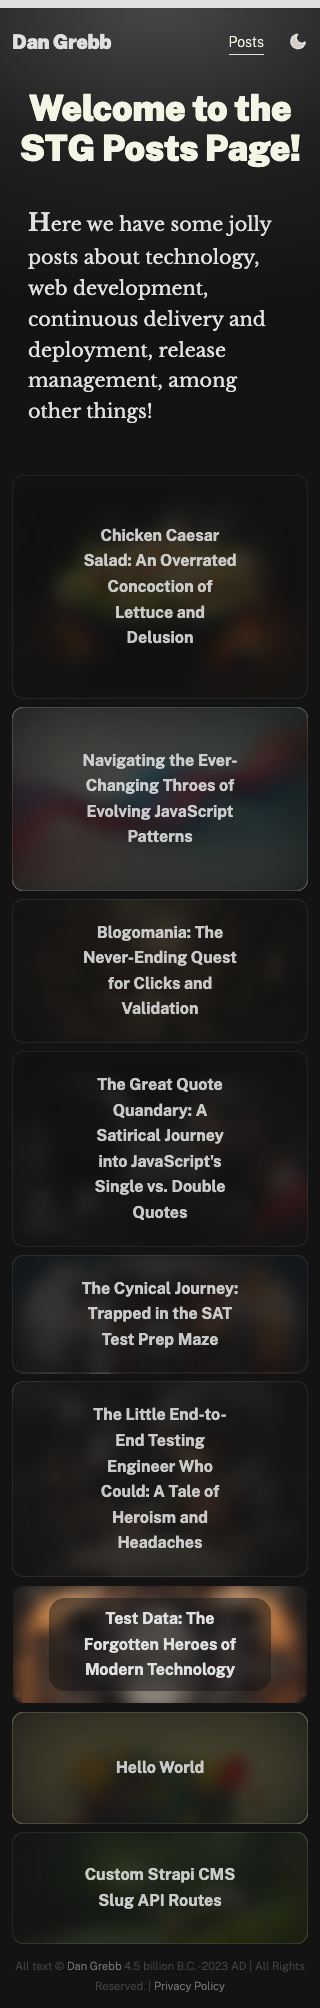 Dan Grebb
Posts
Welcome to the
STG Posts Page!
Here we have some jolly
posts about technology,
web development,
continuous delivery and
deployment, release
management, among
other things!
Chicken Caesar
Salad: An Overrated
Concoction of
Lettuce and
Delusion
Navigating the Ever-
Changing Throes of
Evolving JavaScript
Patterns
Blogomania: The
Never-Ending Quest
for Clicks and
Validation
The Great Quote
Quandary: A
Satirical Journey
into JavaScript's
Single vs. Double
Quotes
The Cynical Journey:
Trapped in the SAT
Test Prep Maze
The Little End-to-
End Testing
Engineer Who
Could: A Tale of
Heroism and
Headaches
Test Data: The
Forgotten Heroes of
Modern Technology
Hello World
Custom Strapi CMS
Slug API Routes
All text © Dan Grebb 4.5 billion B.C. -2023 AD | All Rights
Reserved. | Privacy Policy